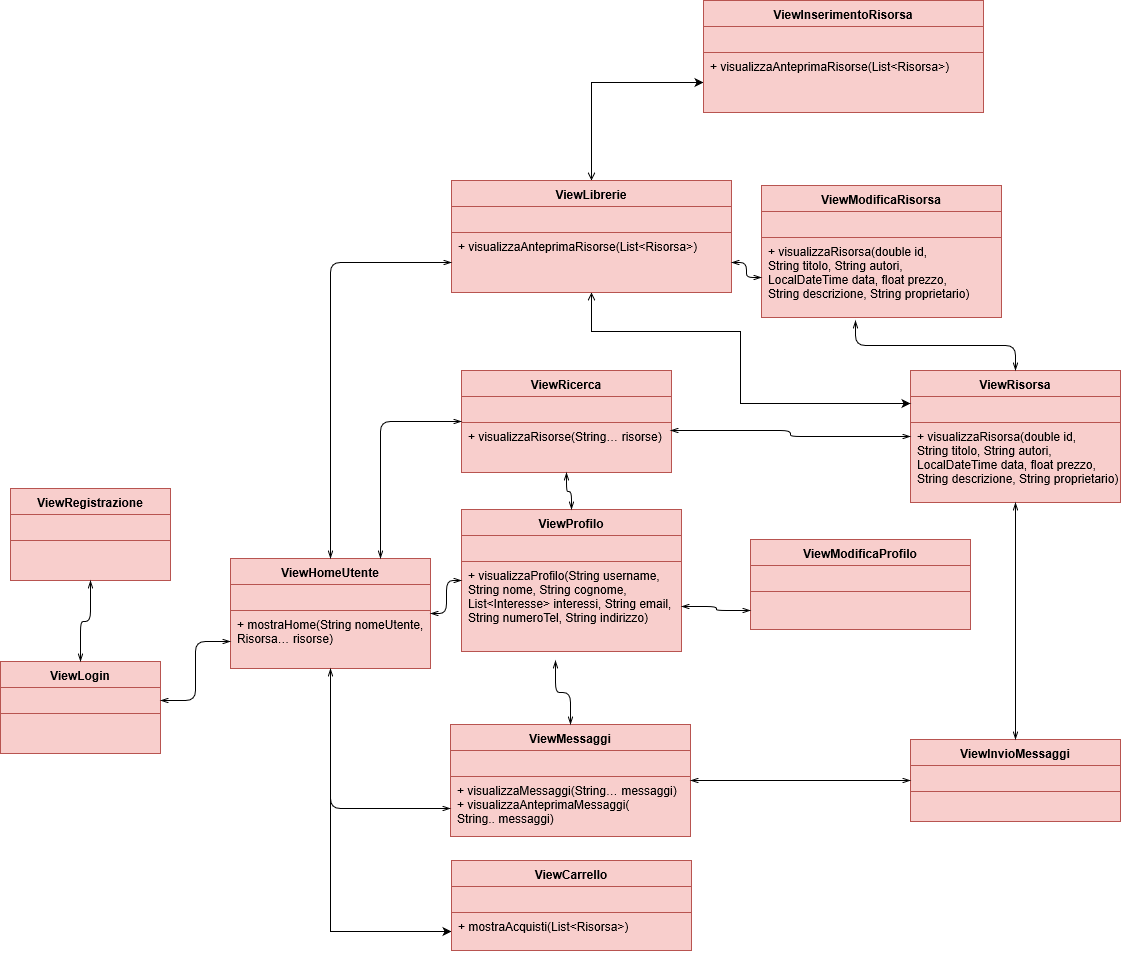 ViewInserimentoRisorsa
+ visualizzaAnteprimaRisorse(List<Risorsa>)
ViewLibrerie
+ visualizzaAnteprimaRisorse(List<Risorsa>)
ViewModificaRisorsa
+ visualizzaRisorsa(double id,
String titolo, String autori,
LocalDateTime data, float prezzo,
String descrizione, String proprietario)
ViewRicerca
+ visualizzaRisorse(String... risorse)
ViewRisorsa
+ visualizzaRisorsa(double id,
String titolo, String autori,
LocalDateTime data, float prezzo,
String descrizione, String proprietario)
ViewRegistrazione
ViewProfilo
+ visualizzaProfilo(String username,
String nome, String cognome,
List<Interesse> interessi, String email,
String numeroTel, String indirizzo)
ViewModificaProfilo
ViewHomeUtente
+ mostraHome(String nomeUtente,
Risorsa... risorse)
ViewLogin
ViewMessaggi
+ visualizzaMessaggi(String... messaggi)
+ visualizzaAnteprimaMessaggi(
String.. messaggi)
ViewInvioMessaggi
ViewCarrello
+ mostraAcquisti(List<Risorsa>)